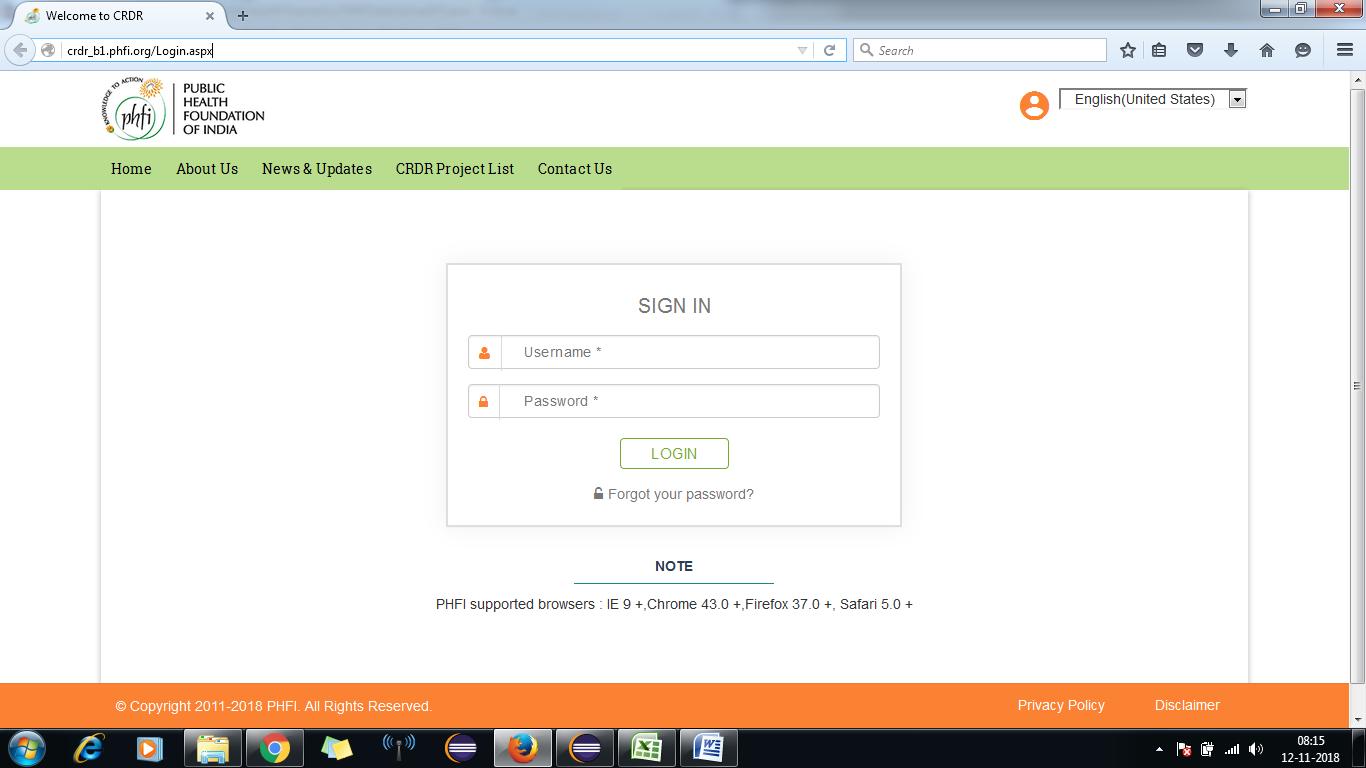 Welcome to CRDR
crdr_b1.phfi.org/Login.aspx
Search
KNOWLEDGE TO ACTION
phfi
PUBLIC
HEALTH
FOUNDATION
OF INDIA
English(United States)
Home About Us News & Updates CRDR Project List Contact Us
SIGN IN
Username *
Password *
LOGIN
Forgot your password?
NOTE
PHFI supported browsers : IE 9 +,Chrome 43.0 +,Firefox 37.0 +, Safari 5.0 +
© Copyright 2011-2018 PHFI. All Rights Reserved.
Privacy Policy Disclaimer
08:15
12-11-2018